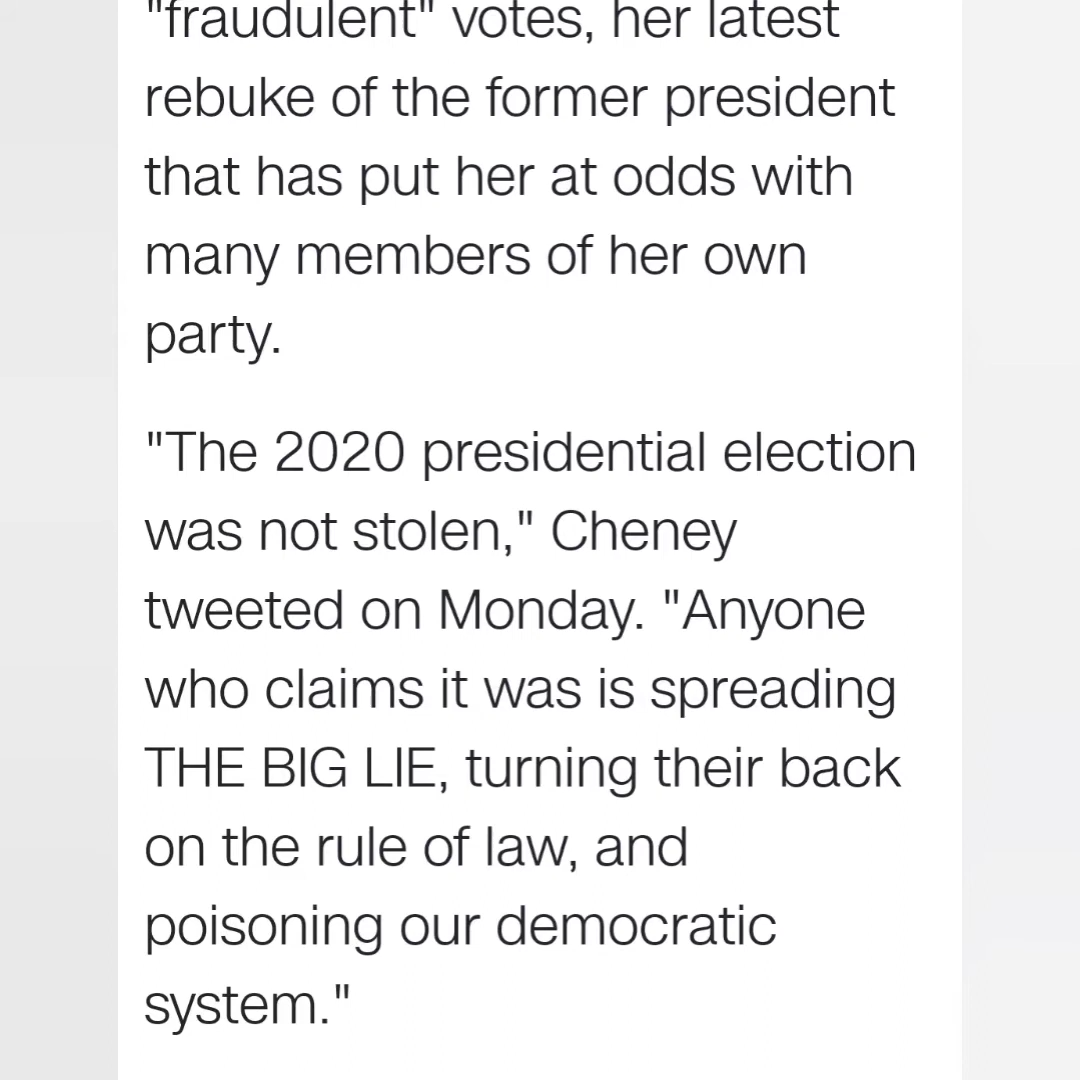 "fraudulent" votes, her latest
rebuke of the former president
that has put her at odds with
many members of her own
party.
"The 2020 presidential election
was not stolen," Cheney
tweeted on Monday. "Anyone
who claims it was is spreading
THE BIG LIE, turning their back
on the rule of law, and
poisoning our democratic
system."